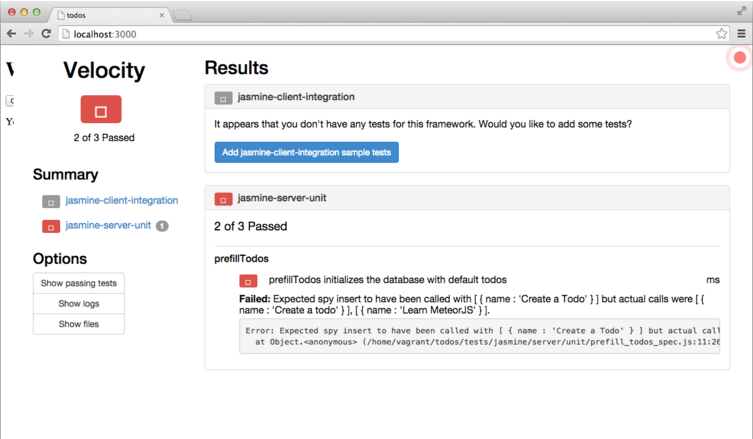 todos
localhost:3000
Velocity
2 of 3 Passed
Summary
jasmine-client-integration
jasmine-server-unit 1
Options
Show passing tests
Show logs
Show files
Results
jasmine-client-integration
It appears that you don't have any tests for this framework. Would you like to add some tests?
Add jasmine-client-integration sample tests
jasmine-server-unit
2 of 3 Passed
prefillTodos
prefillTodos initializes the database with default todos ms
Failed: Expected spy insert to have been called with [ { name : 'Create a Todo' } ] but actual calls were [ {
name : 'Create a todo' } ], [ { name : 'Learn MeteorJS' } ].
Error: Expected spy insert to have been called with [ { name : 'Create a Todo' } ] but actual call
at Object.<anonymous> (/home/vagrant/todos/tests/jasmine/server/unit/prefill_todos_spec.js:11:26